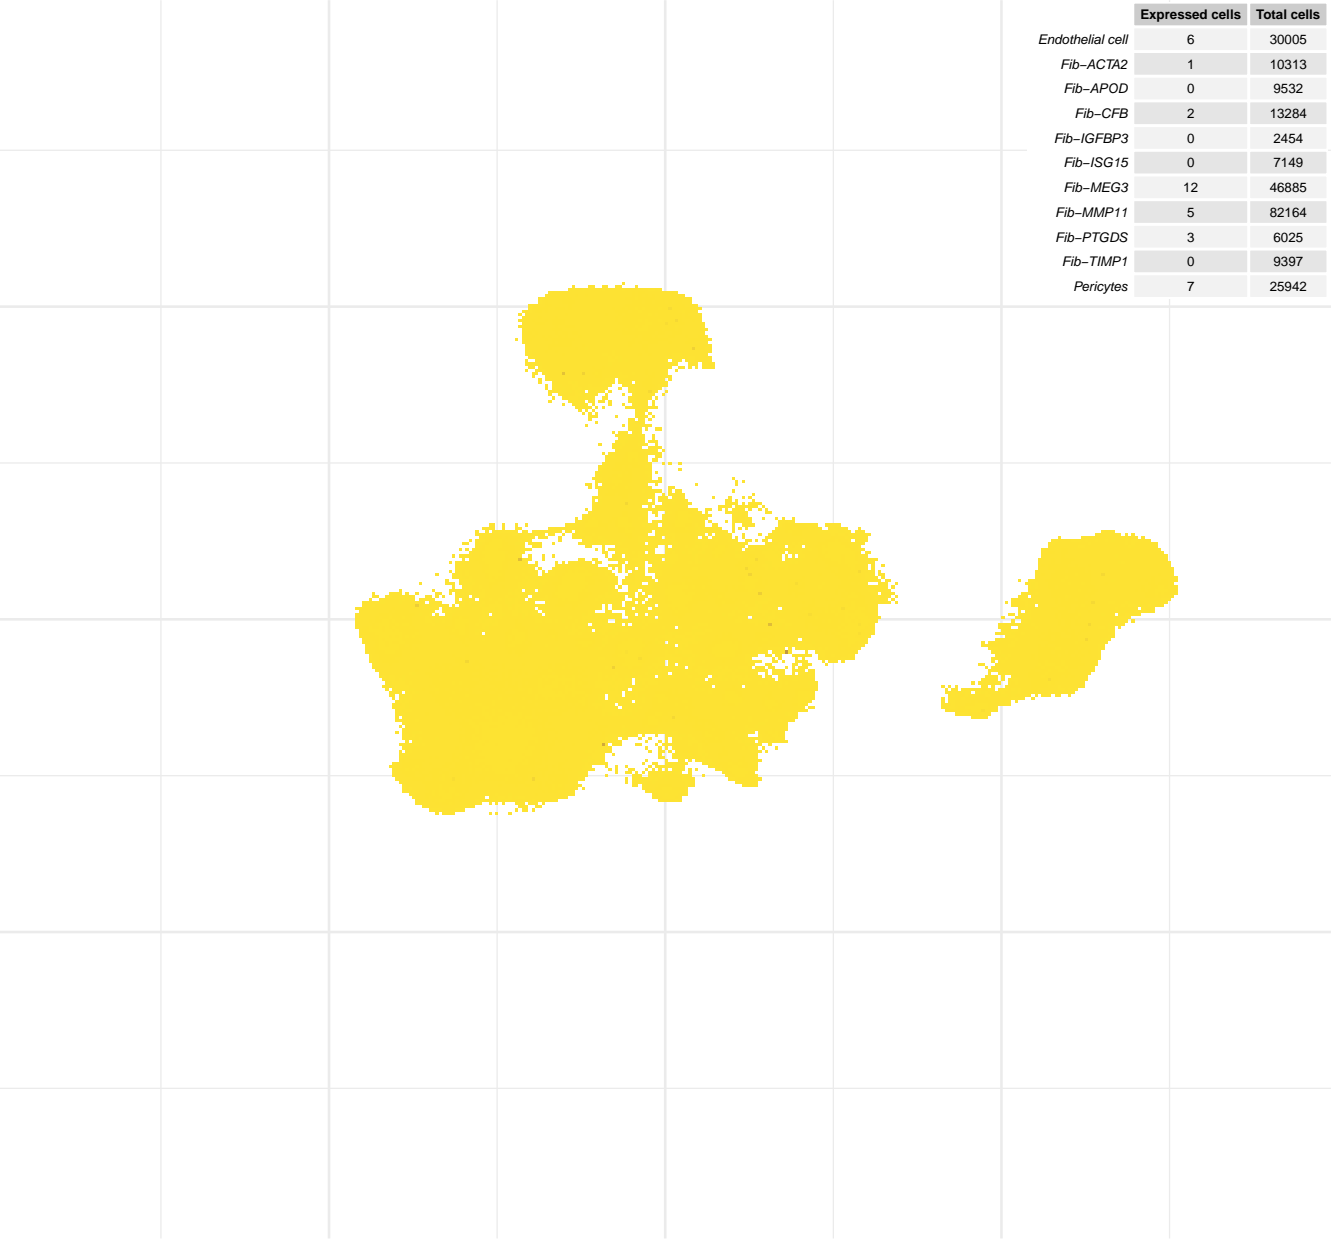 Expressed cells Total cells
Endothelial cell 6 30005
Fib−ACTA2 1 10313
Fib−APOD 0 9532
Fib−CFB 2 13284
Fib−IGFBP3 0 2454
Fib−ISG15 0 7149
Fib−MEG3 12 46885
Fib−MMP11 5 82164
Fib−PTGDS 3 6025
Fib−TIMP1 0 9397
Pericytes 7 25942